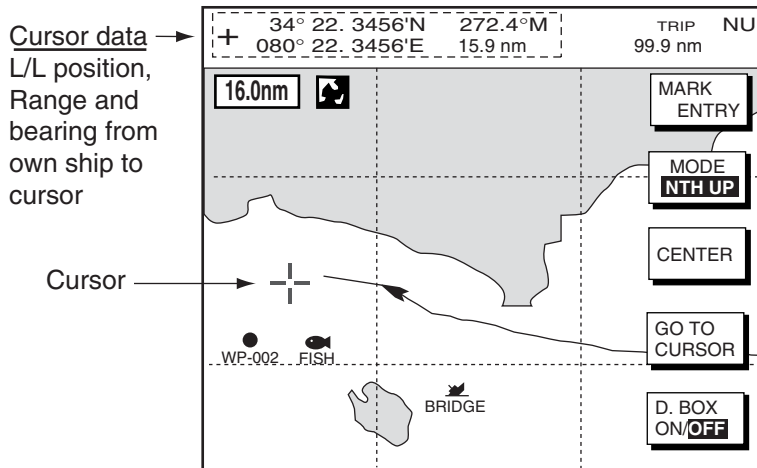 Cursor data
L/L position,
Range and
bearing from
own ship to
cursor
+ 34° 22. 3456'N 272.4°M
080° 22. 3456'E 15.9 nm
TRIP
99.9 nm
NU
16.0nm
MARK
ENTRY
MODE
NTH UP
CENTER
Cursor
GO TO
CURSOR
WP-002 FISH
BRIDGE
D. BOX
ON/OFF